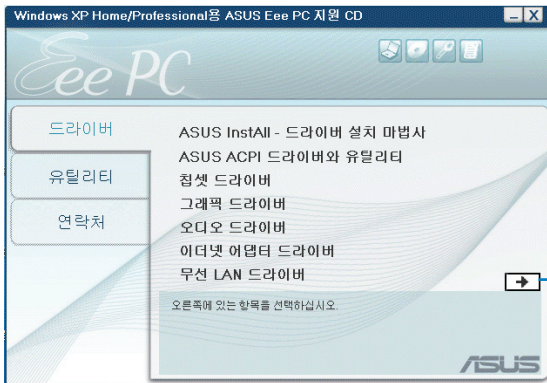 Windows XP Home/Professional용 ASUS Eee PC 지원 CD
Eee PC
드라이버
유틸리티
연락처
ASUS InstAll - 드라이버 설치 마법사
ASUS ACPI 드라이버와 유틸리티
칩셋 드라이버
그래픽 드라이버
오디오 드라이버
이더넷 어댑터 드라이버
무선 LAN 드라이버
오른쪽에 있는 항목을 선택하십시오.
ASUS